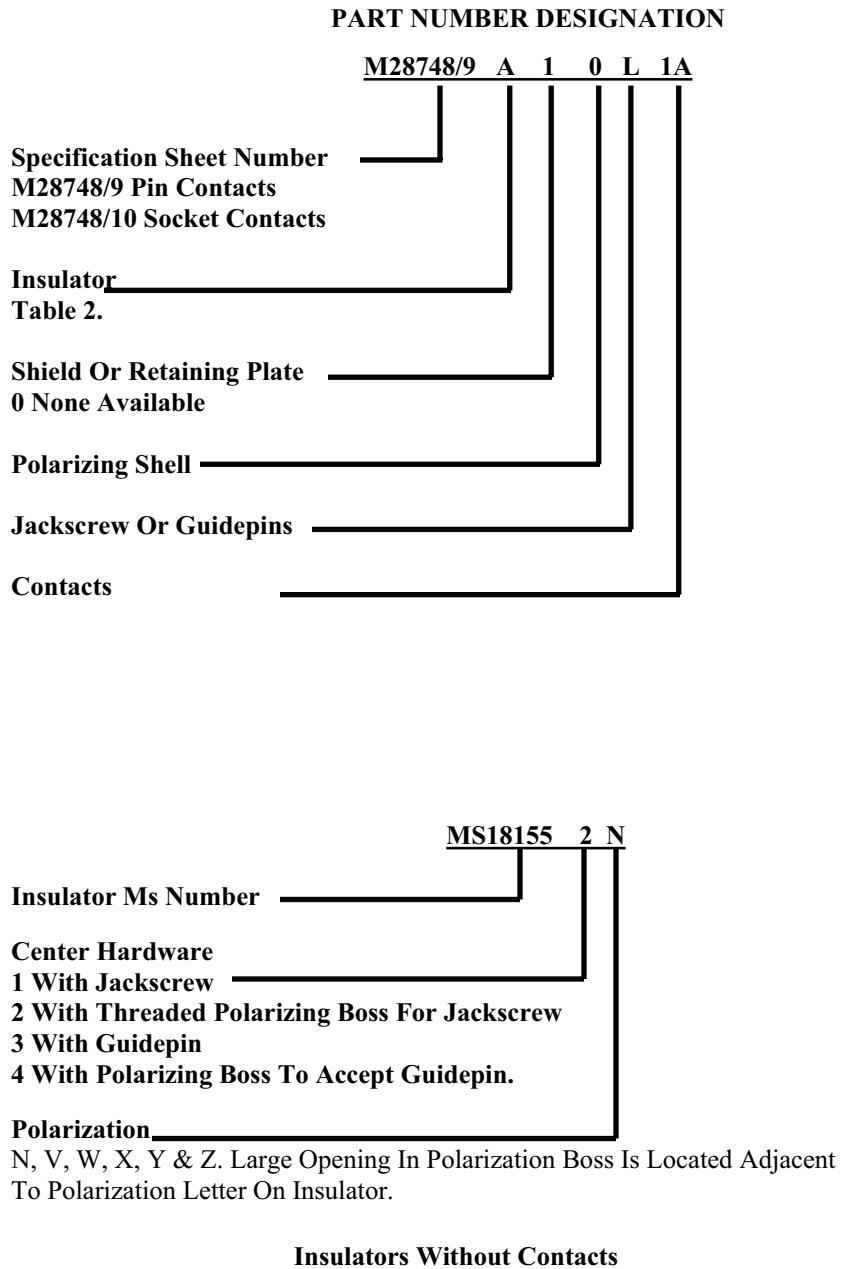 PART NUMBER DESIGNATION
M28748/9 A 1 0 L 1A
Specification Sheet Number
M28748/9 Pin Contacts
M28748/10 Socket Contacts
Insulator
Table 2.
Shield Or Retaining Plate
0 None Available
Polarizing Shell
Jackscrew Or Guidepins
Contacts
MS18155 2 N
Insulator Ms Number
Center Hardware
1 With Jackscrew
2 With Threaded Polarizing Boss For Jackscrew
3 With Guidepin
4 With Polarizing Boss To Accept Guidepin.
Polarization
N, V, W, X, Y & Z. Large Opening In Polarization Boss Is Located Adjacent
To Polarization Letter On Insulator.
Insulators Without Contacts